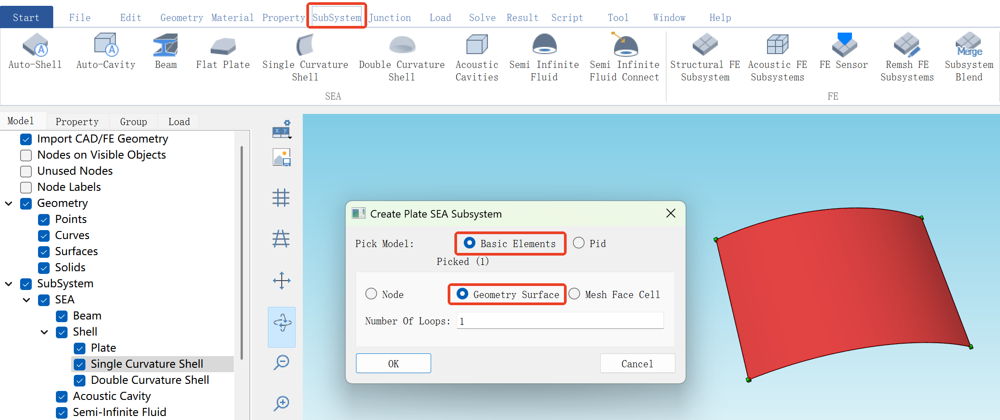 Start File Edit Geometry Material Property SubSystem Junction Load Solve Result Script Tool Window Help
Auto-Shell Auto-Cavity Beam Flat Plate Single Curvature Shell Double Curvature Shell Acoustic Cavities Semi Infinite Fluid Semi Infinite Fluid Connect Structural FE Subsystem Acoustic FE Subsystems FE Sensor Remsh FE Subsystems Merge Subsystem Blend
SEA FE
Model Property Group Load
Import CAD/FE Geometry
Nodes on Visible Objects
Unused Nodes
Node Labels
Geometry
Points
Curves
Surfaces
Solids
SubSystem
SEA
Beam
Shell
Plate
Single Curvature Shell
Double Curvature Shell
Acoustic Cavity
Semi-Infinite Fluid
x y
Create Plate SEA Subsystem
Pick Model: Basic Elements Pid
Picked (1)
Node Geometry Surface Mesh Face Cell
Number Of Loops: 1
OK Cancel